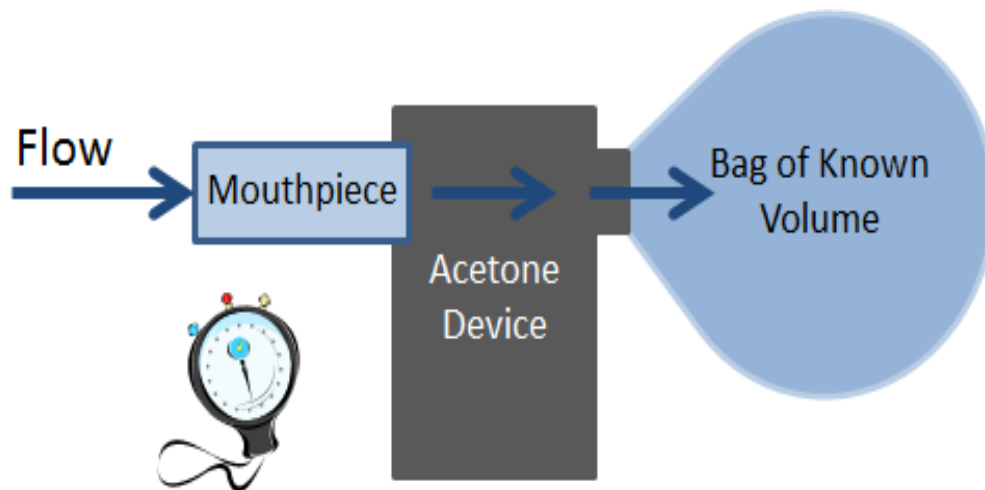 Flow
Mouthpiece
Acetone
Device
Bag of Known
Volume